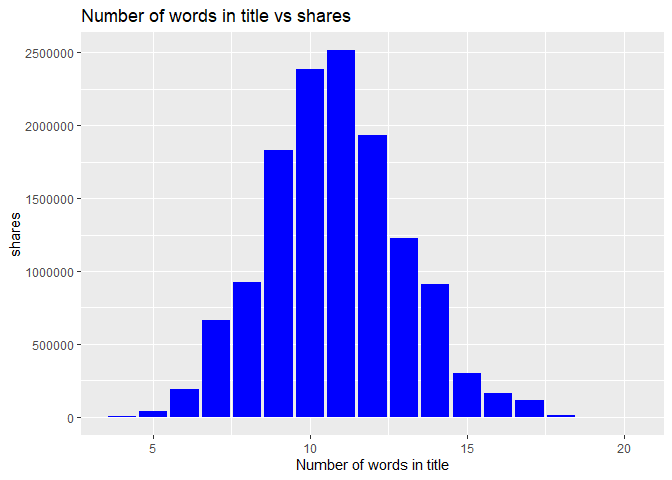 Number of words in title vs shares
2500000
2000000
1500000
1000000
500000
0
shares
5 10 15 20
Number of words in title